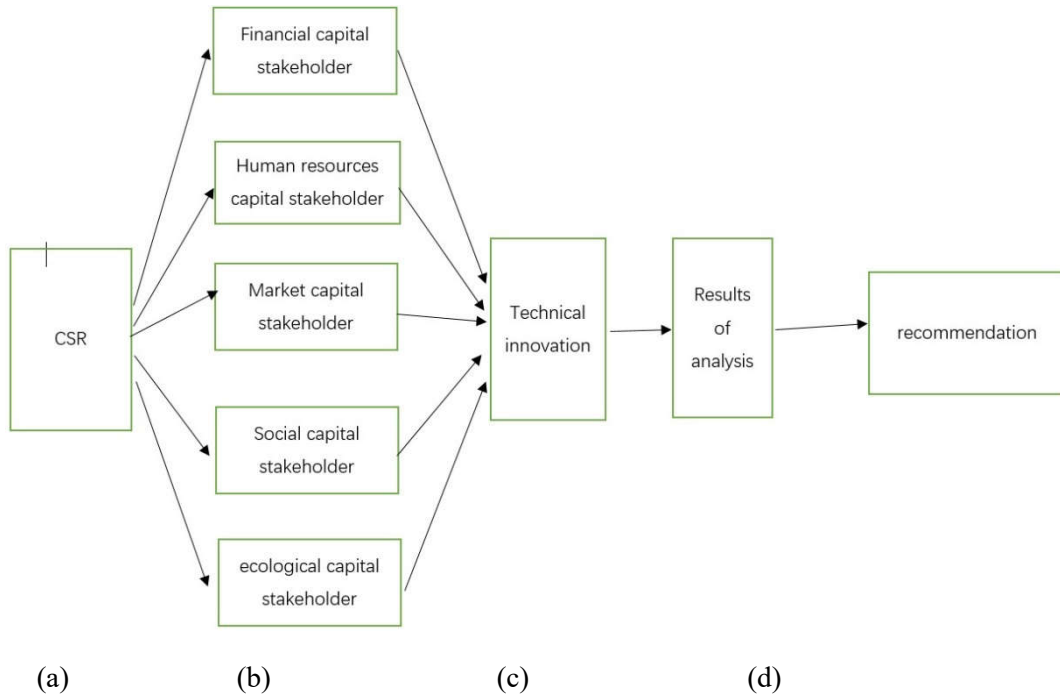 Financial capital
stakeholder
Human resources
capital stakeholder
CSR
Market capital
stakeholder
Social capital
stakeholder
ecological capital
stakeholder
Technical
innovation
Results
of
analysis
recommendation
(a) (b) (c) (d)